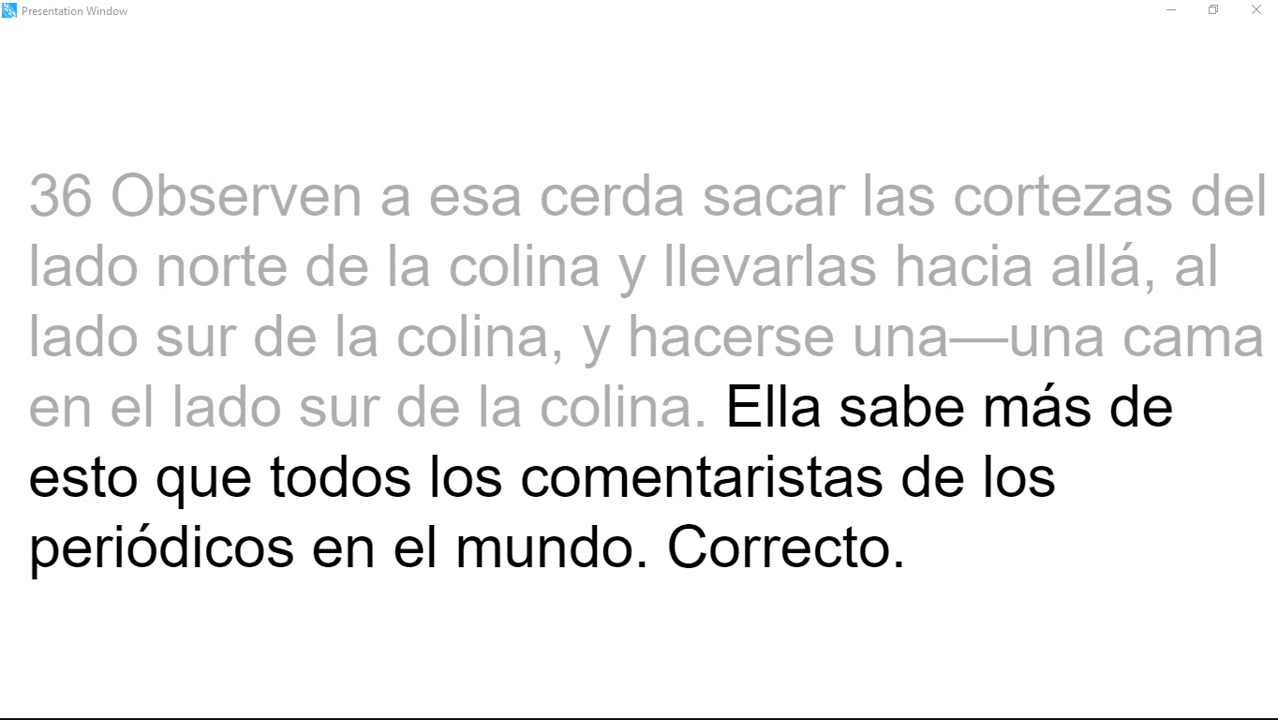 Presentation Window
36 Observen a esa cerda sacar las cortezas del
lado norte de la colina y llevarlas hacia allá, al
lado sur de la colina, y hacerse una—una cama
en el lado sur de la colina. Ella sabe más de
esto que todos los comentaristas de los
periódicos en el mundo. Correcto.